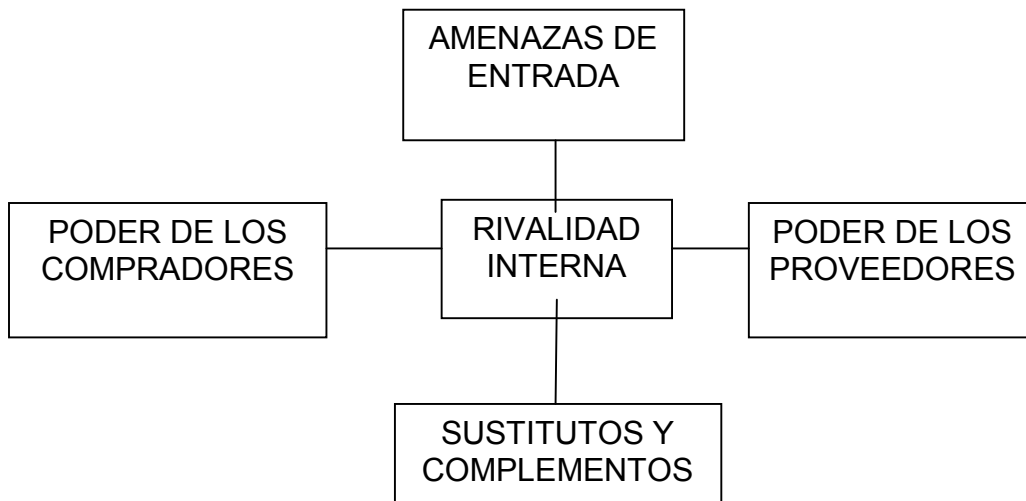 AMENAZAS DE
ENTRADA
PODER DE LOS
COMPRADORES
RIVALIDAD
INTERNA
PODER DE LOS
PROVEEDORES
SUSTITUTOS Y
COMPLEMENTOS